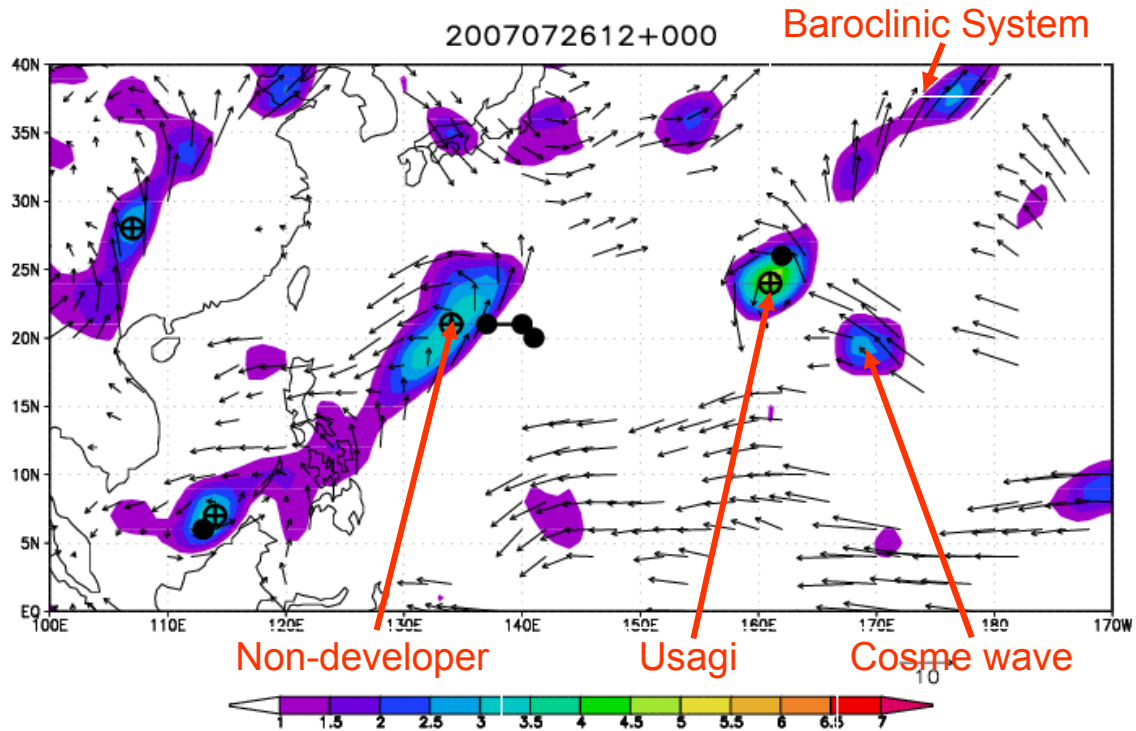 Baroclinic System
2007072612+000
40N
35N
30N
25N
20N
15N
10N
5N
EQ
100E 110E 120E 130E 140E 150E 160E 170E 180 170W
Non-developer Usagi Cosme wave
10
1 1.5 2 2.5 3 3.5 4 4.5 5 5.5 6 6.5 7